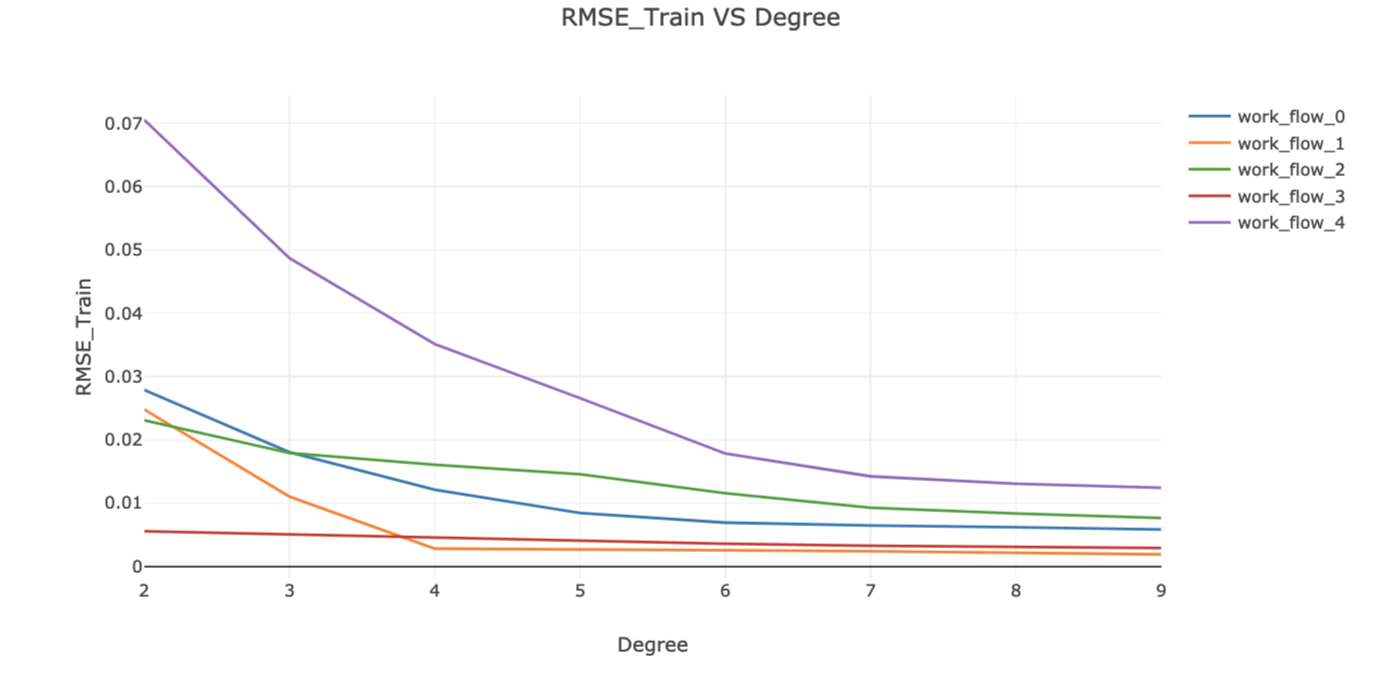 RMSE_Train VS Degree
0.07
0.06
0.05
0.04
0.03
0.02
0.01
0
RMSE_Train
2 3 4 5 6 7 8 9
Degree
work_flow_0
work_flow_1
work_flow_2
work_flow_3
work_flow_4